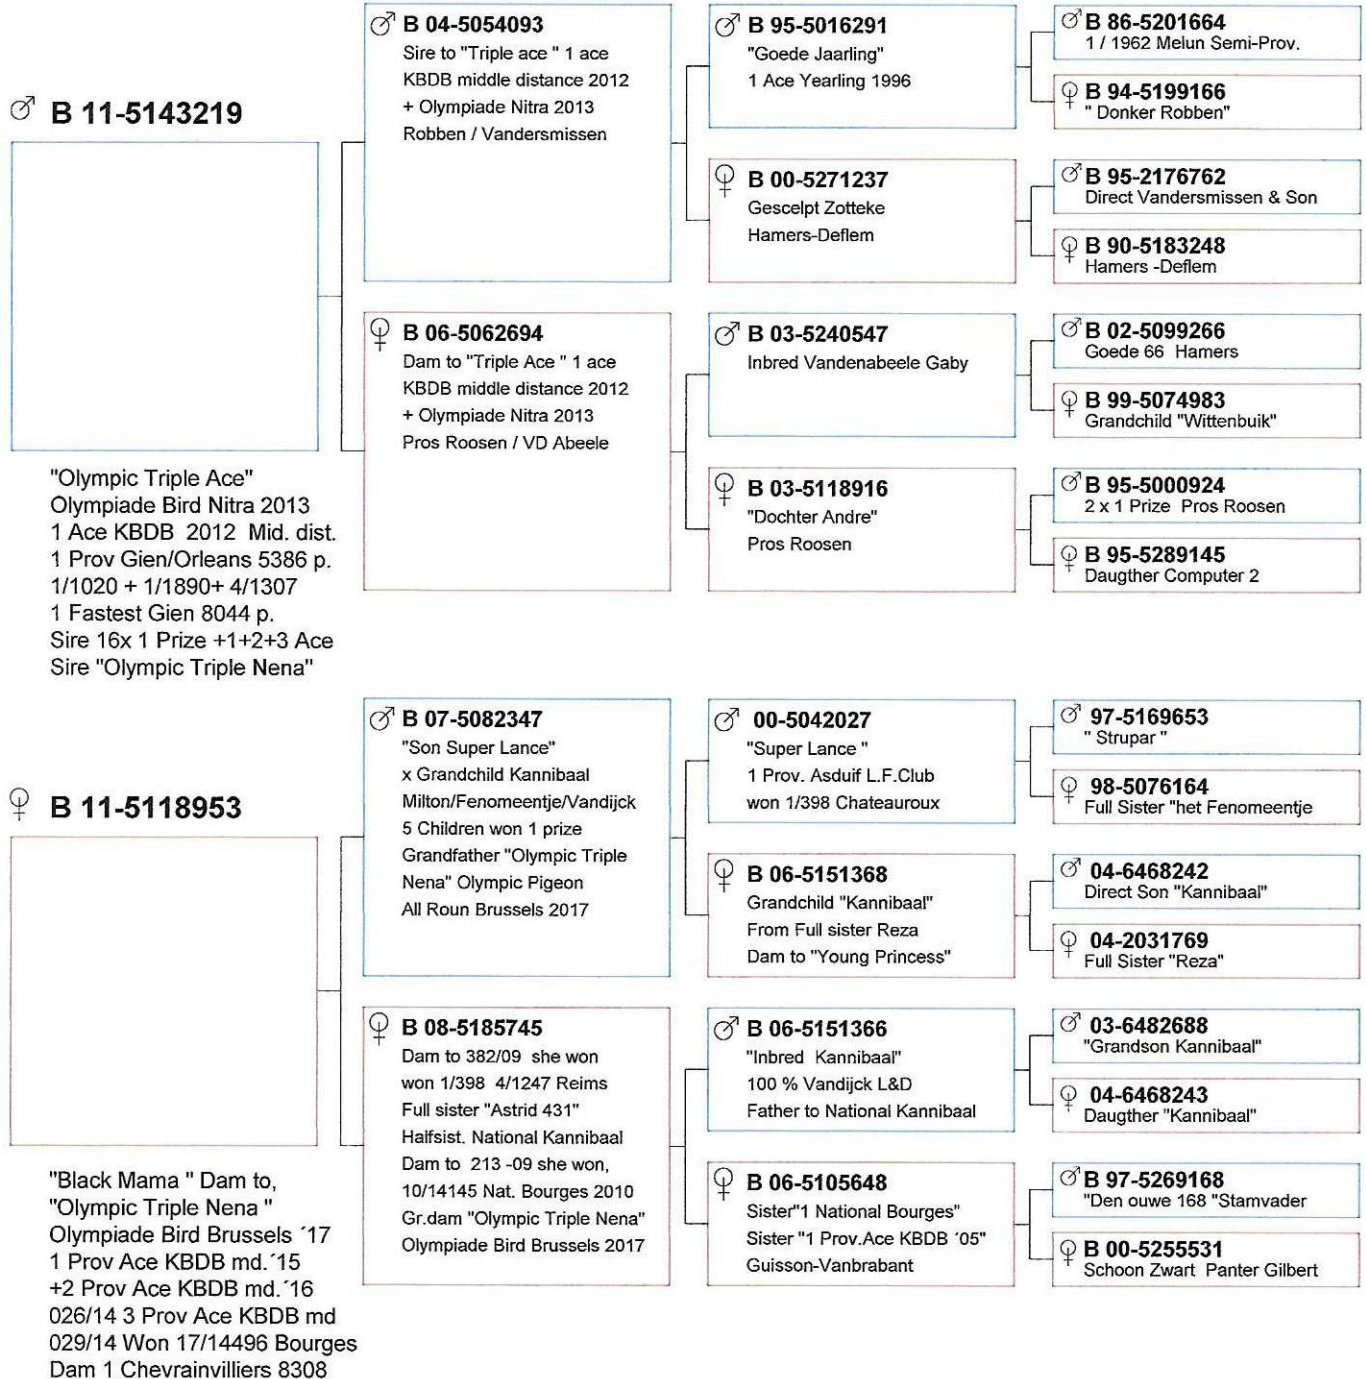 ♂ B 11-5143219
"Olympic Triple Ace"
Olympiade Bird Nitra 2013
1 Ace KBDB 2012 Mid. dist.
1 Prov Gien/Orleans 5386 p.
1/1020 + 1/1890+ 4/1307
1 Fastest Gien 8044 p.
Sire 16x 1 Prize +1+2+3 Ace
Sire "Olympic Triple Nena"
♂ B 04-5054093
Sire to "Triple ace " 1 ace
KBDB middle distance 2012
+ Olympiade Nitra 2013
Robben / Vandersmissen
♀ B 06-5062694
Dam to "Triple Ace " 1 ace
KBDB middle distance 2012
+ Olympiade Nitra 2013
Pros Roosen / VD Abeele
♂ B 95-5016291
"Goede Jaarling"
1 Ace Yearling 1996
♀ B 00-5271237
Gescelpt Zotteke
Hamers-Deflem
♂ B 03-5240547
Inbred Vandenabeele Gaby
♀ B 03-5118916
"Dochter Andre"
Pros Roosen
♂ B 86-5201664
1 / 1962 Melun Semi-Prov.
♀ B 94-5199166
" Donker Robben"
♂ B 95-2176762
Direct Vandersmissen & Son
♀ B 90-5183248
Hamers -Deflem
♂ B 02-5099266
Goede 66 Hamers
♀ B 99-5074983
Grandchild "Wittenbuik"
♂ B 95-5000924
2 x 1 Prize Pros Roosen
♀ B 95-5289145
Daugther Computer 2
♀ B 11-5118953
"Black Mama " Dam to,
"Olympic Triple Nena "
Olympiade Bird Brussels ´17
1 Prov Ace KBDB md.´15
+2 Prov Ace KBDB md.´16
026/14 3 Prov Ace KBDB md
029/14 Won 17/14496 Bourges
Dam 1 Chevrainvilliers 8308
♂ B 07-5082347
"Son Super Lance"
x Grandchild Kannibaal
Milton/Fenomeentje/Vandijck
5 Children won 1 prize
Grandfather "Olympic Triple
Nena" Olympic Pigeon
All Roun Brussels 2017
♀ B 08-5185745
Dam to 382/09 she won
won 1/398 4/1247 Reims
Full sister "Astrid 431"
Halfsist. National Kannibaal
Dam to 213 -09 she won,
10/14145 Nat. Bourges 2010
Gr.dam "Olympic Triple Nena"
Olympiade Bird Brussels 2017
♂ 00-5042027
"Super Lance "
1 Prov. Asduif L.F.Club
won 1/398 Chateauroux
♀ B 06-5151368
Grandchild "Kannibaal"
From Full sister Reza
Dam to "Young Princess"
♂ B 06-5151366
"Inbred Kannibaal"
100 % Vandijck L&D
Father to National Kannibaal
♀ B 06-5105648
Sister"1 National Bourges"
Sister "1 Prov.Ace KBDB ´05"
Guisson-Vanbrabant
♂ 97-5169653
" Strupar "
♀ 98-5076164
Full Sister "het Fenomeentje
♂ 04-6468242
Direct Son "Kannibaal"
♀ 04-2031769
Full Sister "Reza"
♂ 03-6482688
"Grandson Kannibaal"
♀ 04-6468243
Daugther "Kannibaal"
♂ B 97-5269168
"Den ouwe 168 "Stamvader
♀ B 00-5255531
Schoon Zwart Panter Gilbert